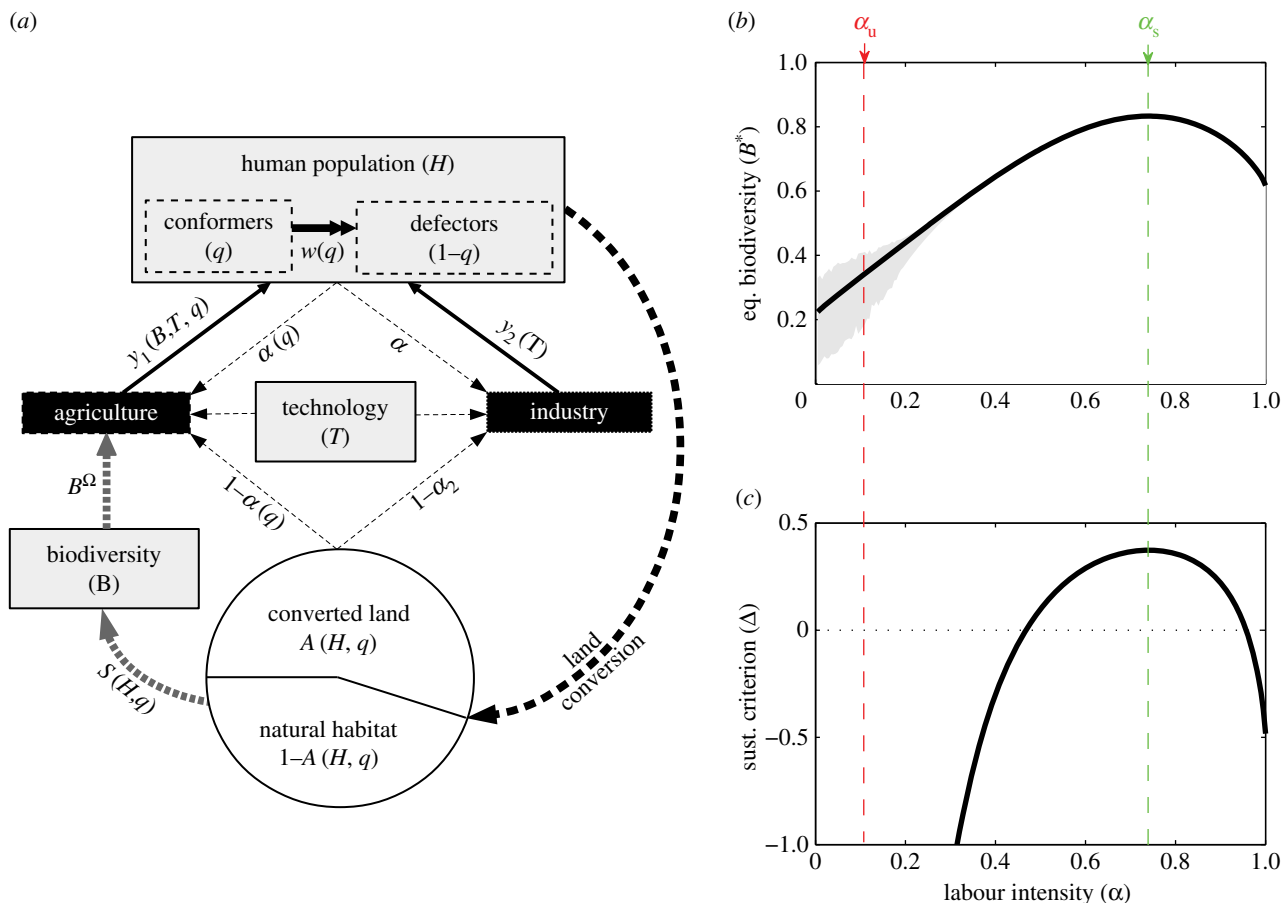 (a)
human population (H)
conformers
(q)
w(q)
defectors
(1–q)
y1 (B,T, q)
α (q)
α
y2 (T)
agriculture
technology
(T)
industry
BΩ
1–α (q)
1–α2
biodiversity
(B)
S (H,q)
converted land
A (H, q)
natural habitat
1–A (H, q)
land
conversion
(b)
αu
αs
1.0
0.8
0.6
0.4
0.2
eq. biodiversity (B*)
0
0.2
0.4
0.6
0.8
1.0
(c)
0.5
0
–0.5
–1.0
sust. criterion (Δ)
0
0.2
0.4
0.6
0.8
1.0
labour intensity (α)